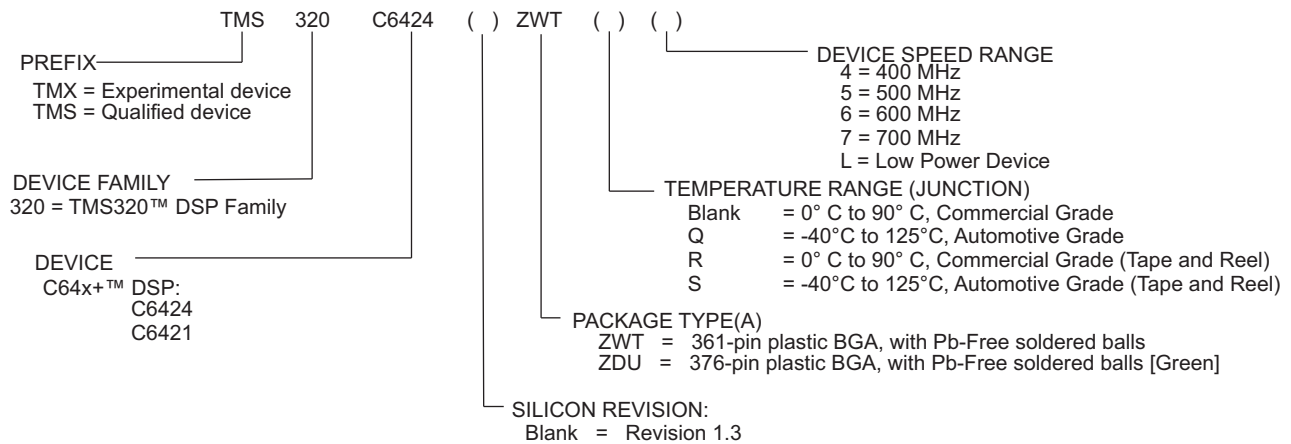 TMS 320 C6424 ( ) ZWT ( ) ( )
PREFIX
TMX = Experimental device
TMS = Qualified device
DEVICE SPEED RANGE
4 = 400 MHz
5 = 500 MHz
6 = 600 MHz
7 = 700 MHz
L = Low Power Device
DEVICE FAMILY
320 = TMS320™ DSP Family
TEMPERATURE RANGE (JUNCTION)
Blank = 0° C to 90° C, Commercial Grade
Q = -40°C to 125°C, Automotive Grade
R = 0° C to 90° C, Commercial Grade (Tape and Reel)
S = -40°C to 125°C, Automotive Grade (Tape and Reel)
DEVICE
C64x+™ DSP:
C6424
C6421
PACKAGE TYPE(A)
ZWT = 361-pin plastic BGA, with Pb-Free soldered balls
ZDU = 376-pin plastic BGA, with Pb-Free soldered balls [Green]
SILICON REVISION:
Blank = Revision 1.3